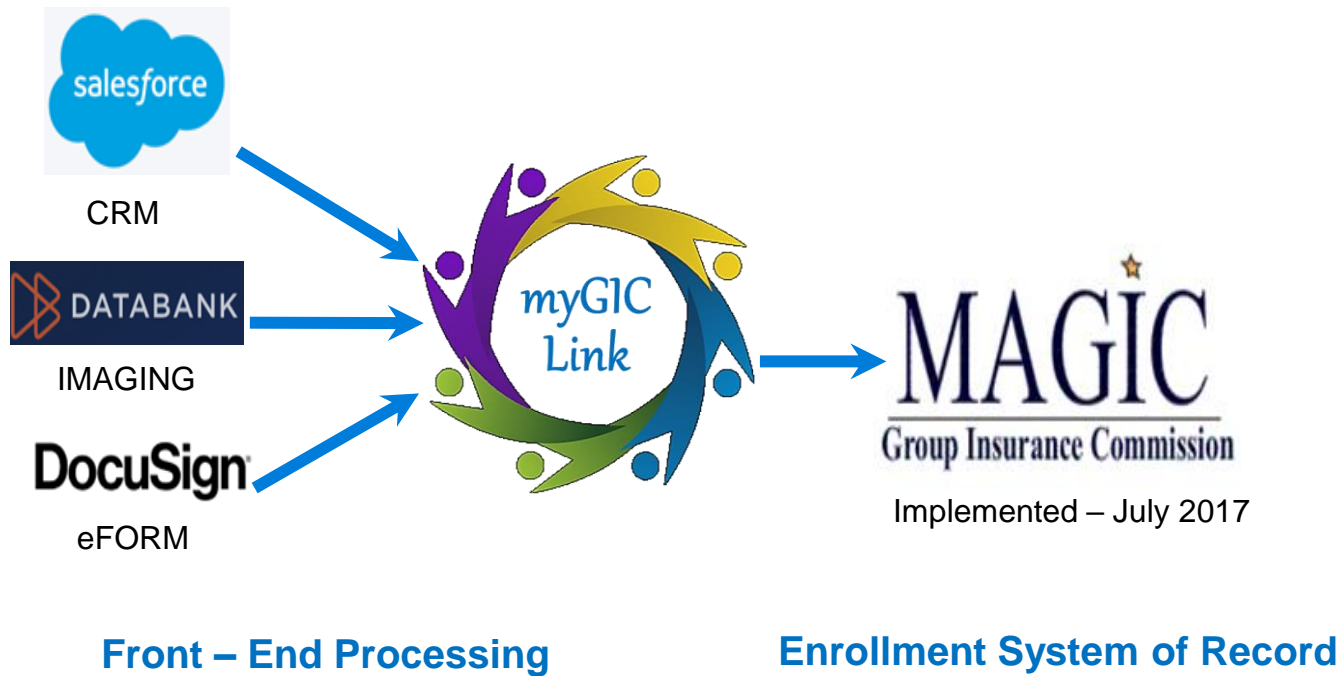 salesforce
CRM
DATABANK
IMAGING
DocuSign
eFORM
myGIC
Link
MAGIC
Group Insurance Commission
Implemented – July 2017
Front – End Processing
Enrollment System of Record